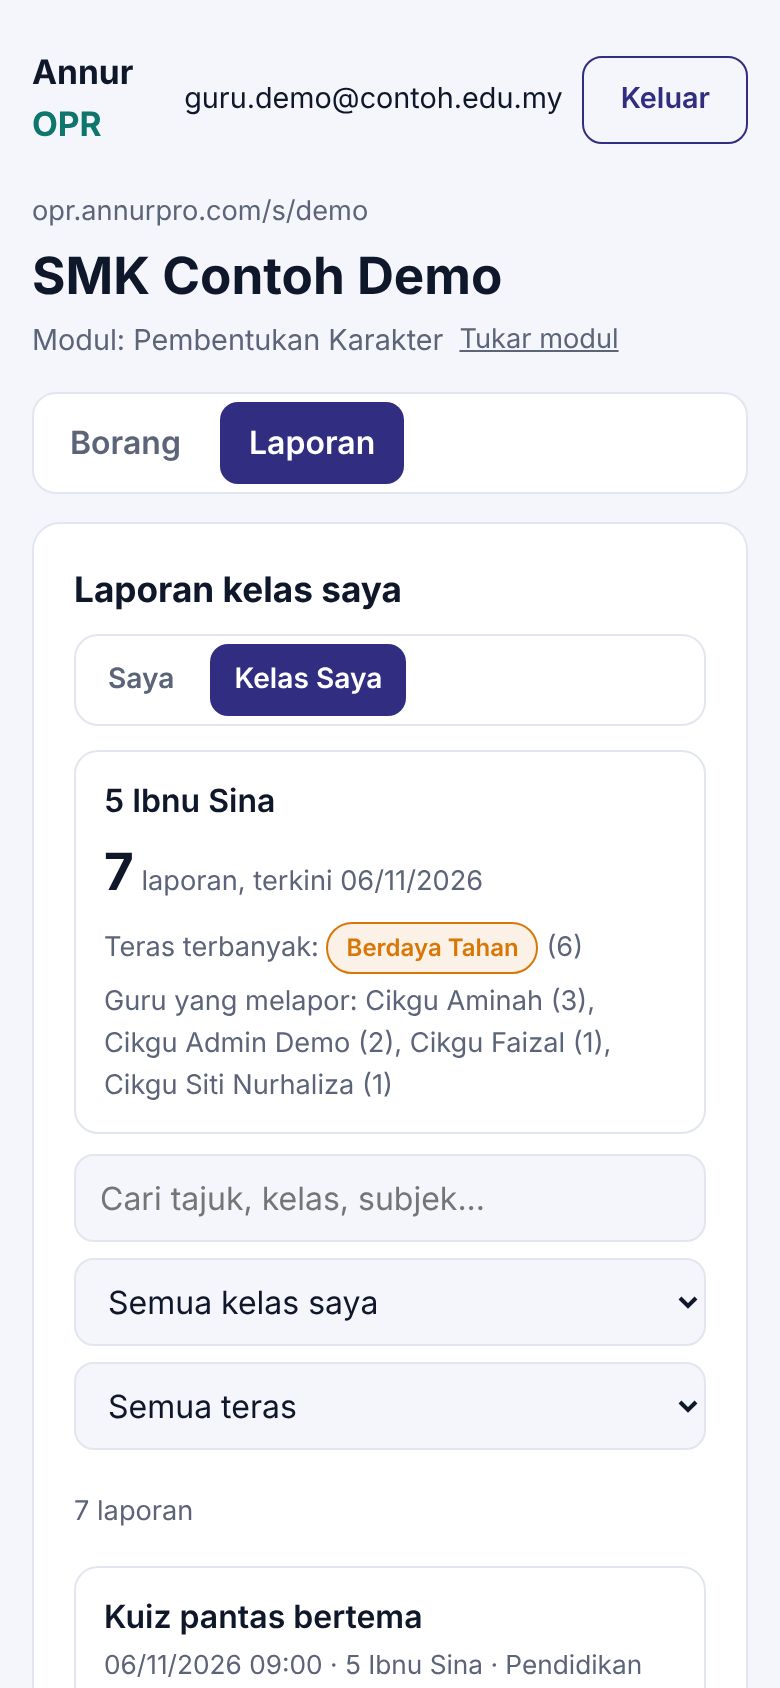 Annur
OPR
guru.demo@contoh.edu.my
Keluar
opr.annurpro.com/s/demo
SMK Contoh Demo
Modul: Pembentukan Karakter Tukar modul
Borang Laporan
Laporan kelas saya
Saya Kelas Saya
5 Ibnu Sina
7 laporan, terkini 06/11/2026
Teras terbanyak: Berdaya Tahan (6)
Guru yang melapor: Cikgu Aminah (3),
Cikgu Admin Demo (2), Cikgu Faizal (1),
Cikgu Siti Nurhaliza (1)
Cari tajuk, kelas, subjek...
Semua kelas saya
Semua teras
7 laporan
Kuiz pantas bertema
06/11/2026 09:00 · 5 Ibnu Sina · Pendidikan